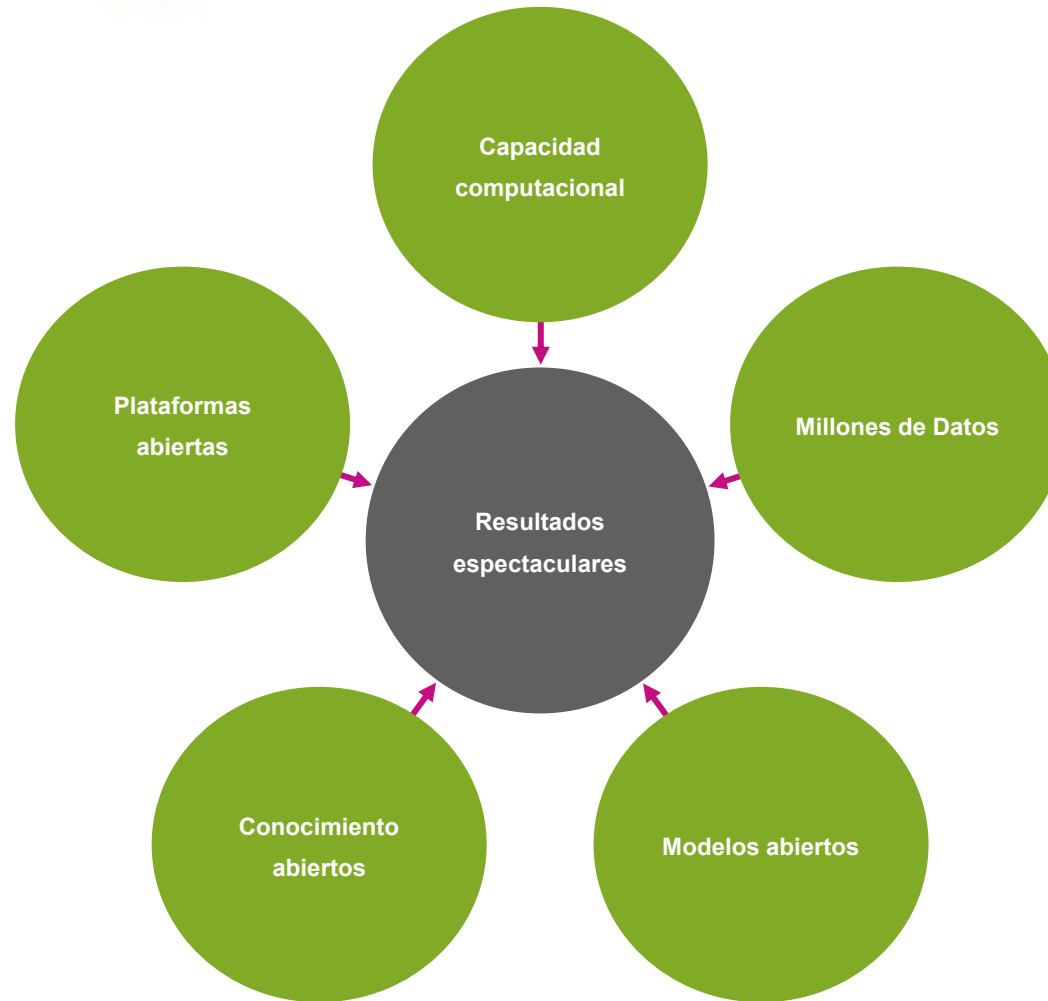 Capacidad
computacional
Plataformas
abiertas
Millones de Datos
Resultados
espectaculares
Conocimiento
abiertos
Modelos abiertos